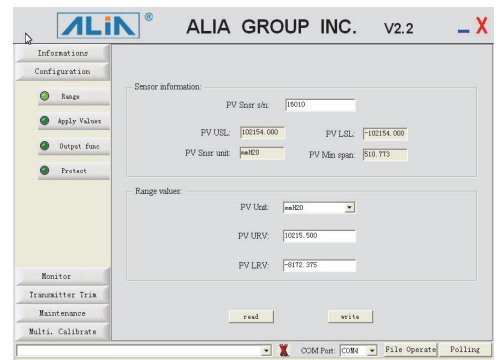 ALiA ® ALIA GROUP INC. V2.2 X
Informations
Configuration
Range
Apply Values
Output func
Protect
Monitor
Transmitter Trim
Maintenance
Multi. Calibrate
Sensor information:
PV Snsr s/n: 16010
PV USL: 102154.000 PV LSL: -102154.000
PV Snsr unit: mmH2O PV Min span: 510.773
Range values:
PV Unit: mmH2O
PV URV: 10215.500
PV LRV: -8172.375
read write
X COM Port: COM4 File Operate Polling